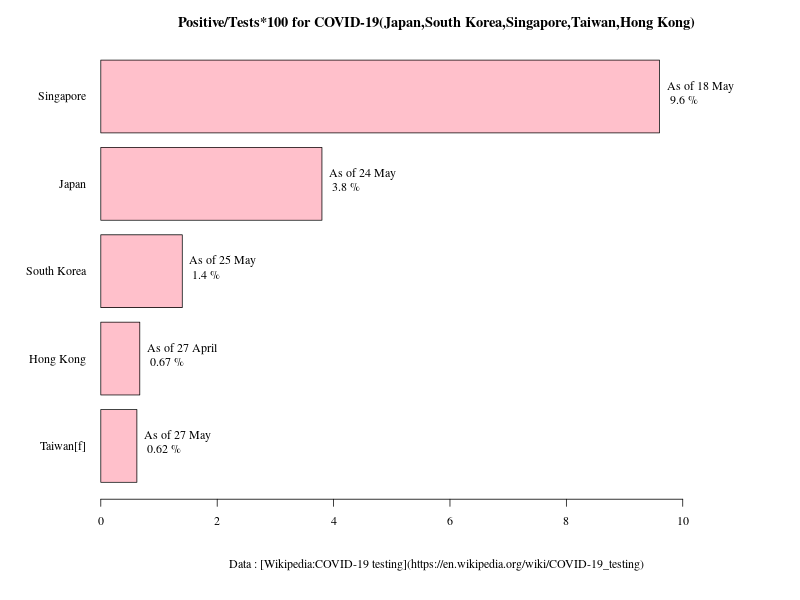 Positive/Tests*100 for COVID-19(Japan,South Korea,Singapore,Taiwan,Hong Kong)
Singapore
As of 18 May
9.6 %
Japan
As of 24 May
3.8 %
South Korea
As of 25 May
1.4 %
Hong Kong
As of 27 April
0.67 %
Taiwan[f]
As of 27 May
0.62 %
0 2 4 6 8 10
Data : [Wikipedia:COVID-19 testing](https://en.wikipedia.org/wiki/COVID-19_testing)